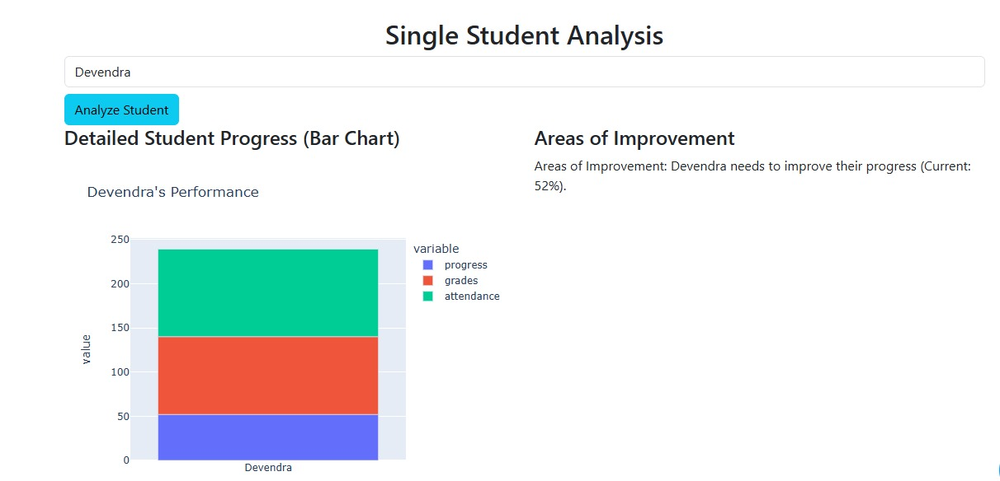 Single Student Analysis
Devendra
Analyze Student
Detailed Student Progress (Bar Chart)
Devendra's Performance
250
200
150
100
50
0
value
Devendra
variable
progress
grades
attendance
Areas of Improvement
Areas of Improvement: Devendra needs to improve their progress (Current:
52%).